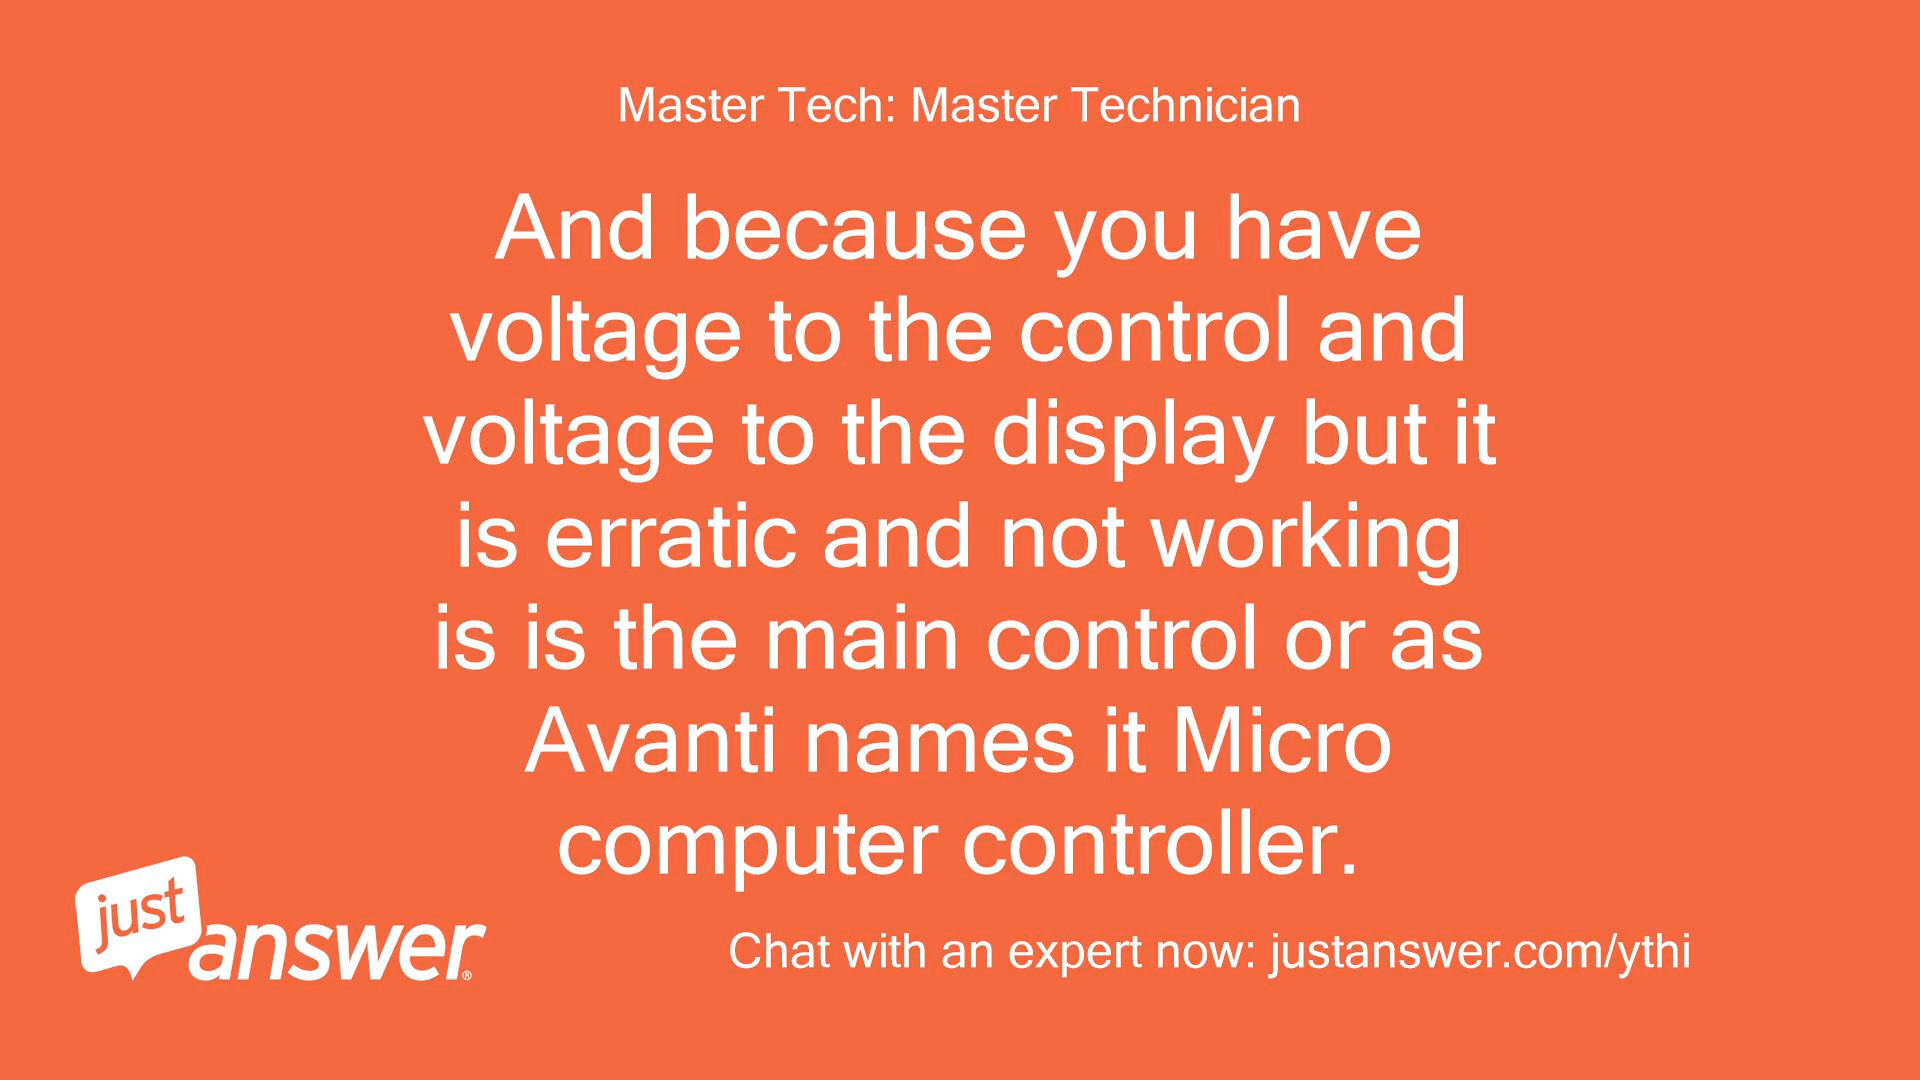 Master Tech: Master Technician
And because you have
voltage to the control and
voltage to the display but it
is erratic and not working
is is the main control or as
Avanti names it Micro
computer controller.
just
answer®
Chat with an expert now: justanswer.com/ythi